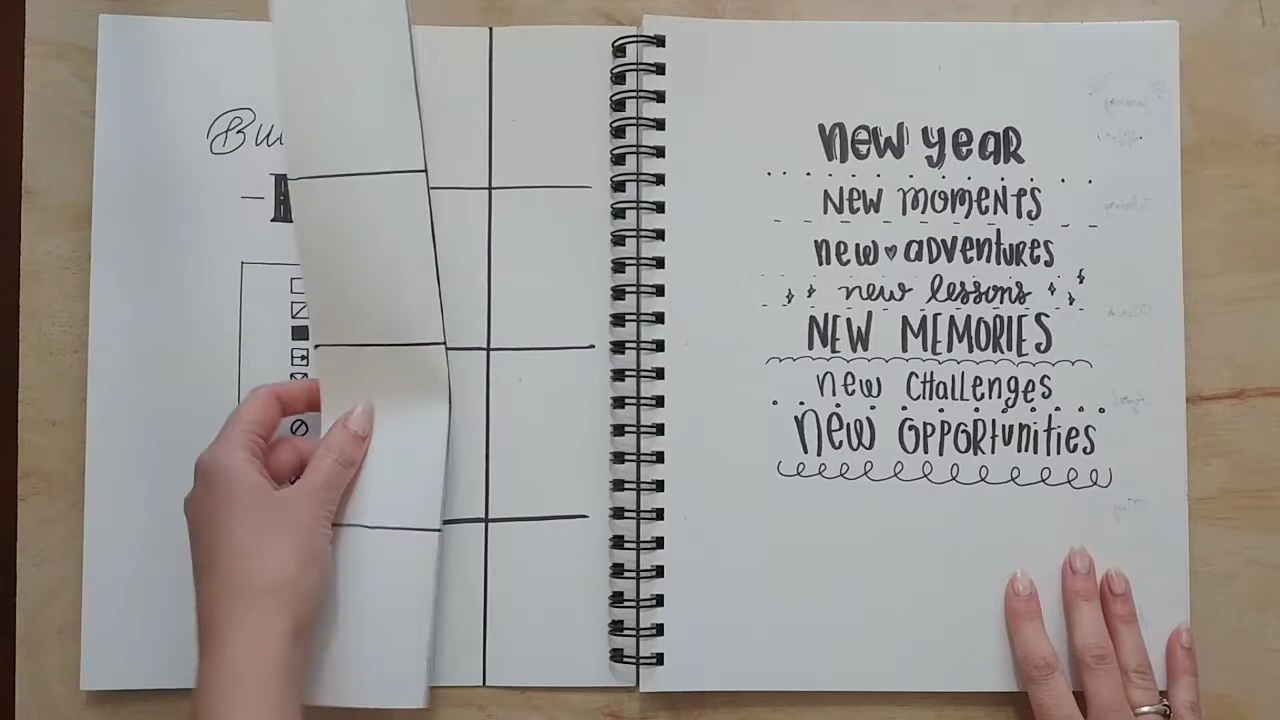 new year
New moments
new adventures
new lessons
NEW MEMORIES
new challenges
new opportunities